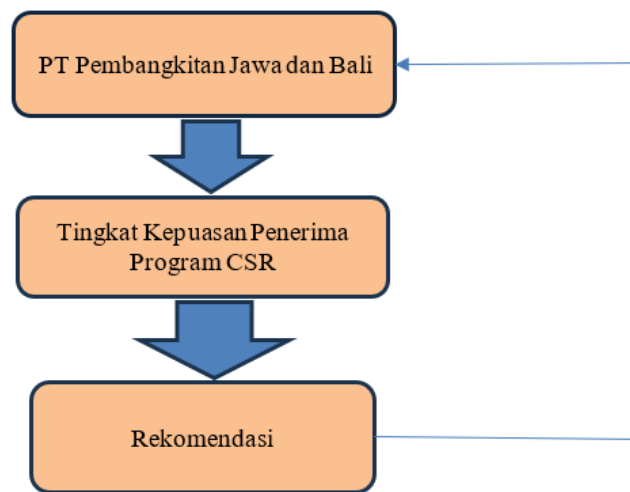 PT Pembangkitan Jawa dan Bali
Tingkat Kepuasan Penerima
Program CSR
Rekomendasi